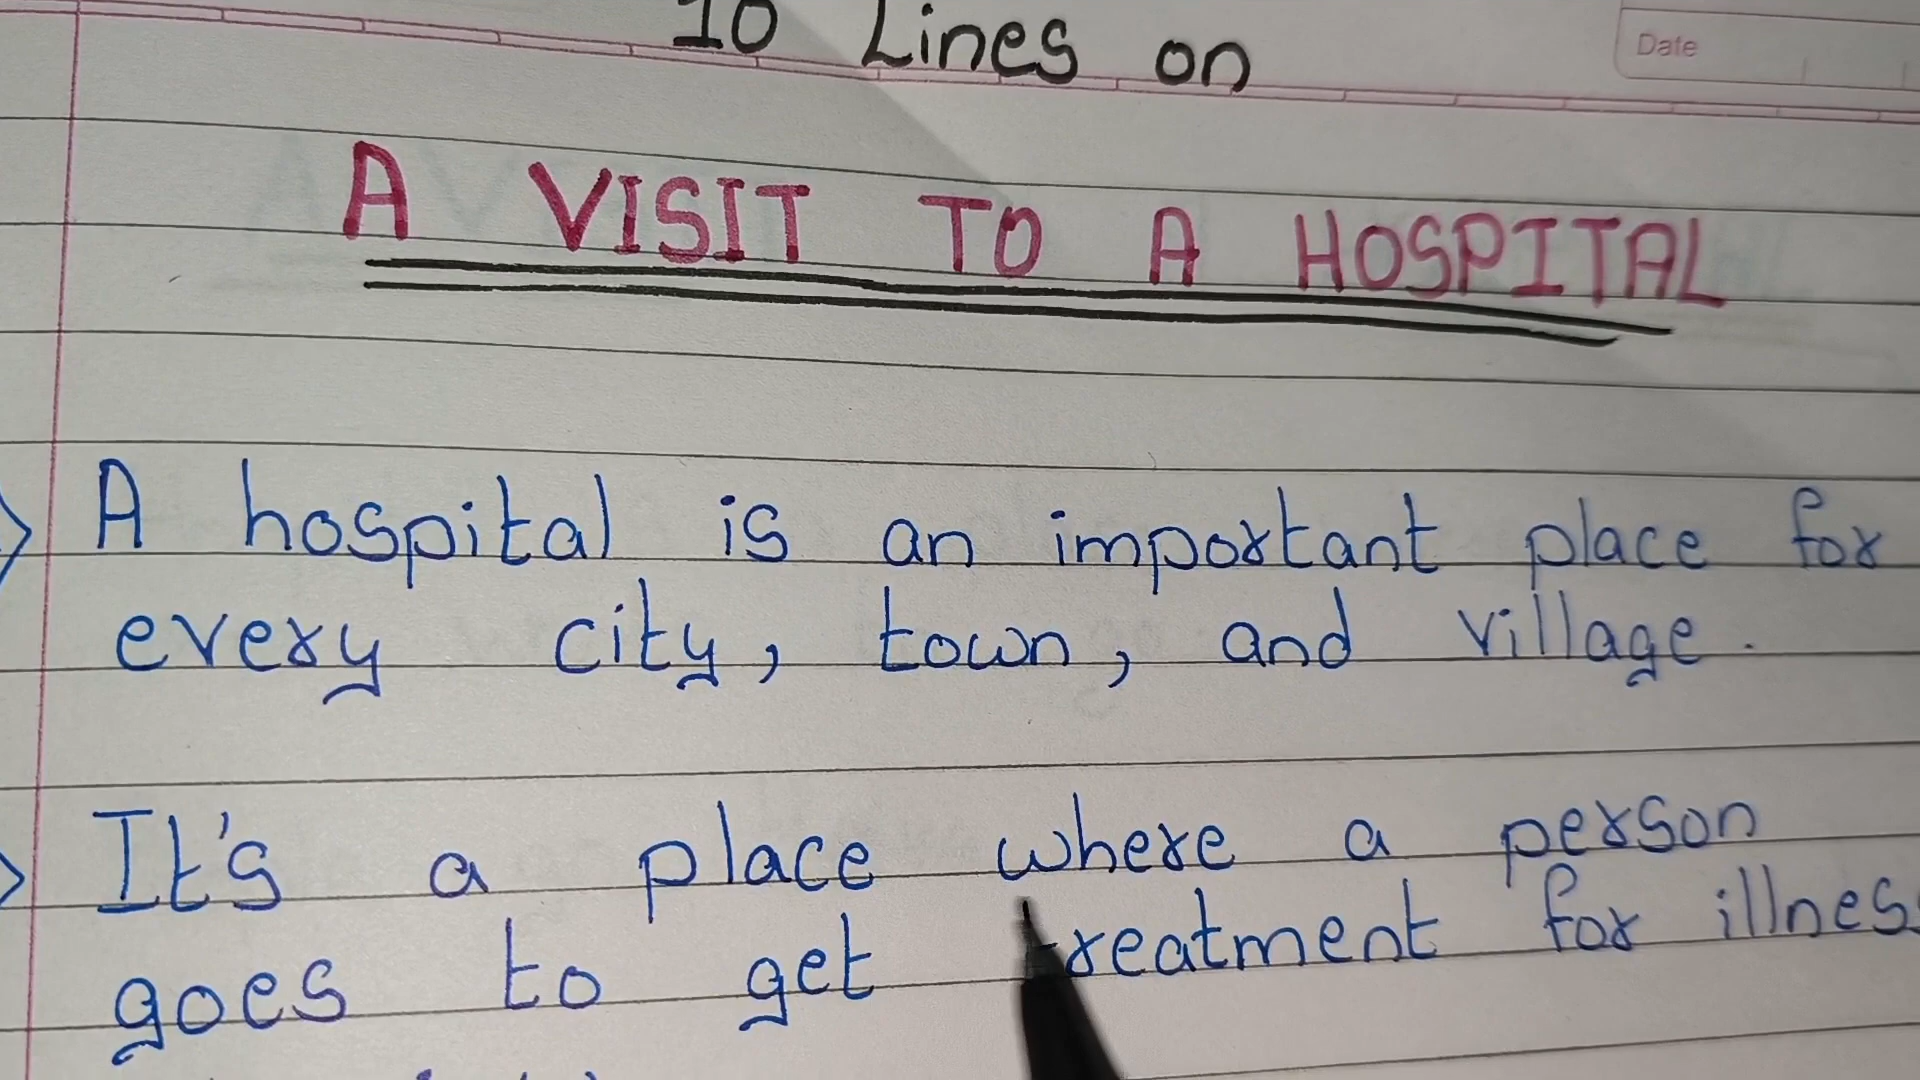 10 Lines on
Date
A VISIT TO A HOSPITAL
A hospital is an important place for
every city, town, and village.
It's a place where a person
goes to get treatment for illness